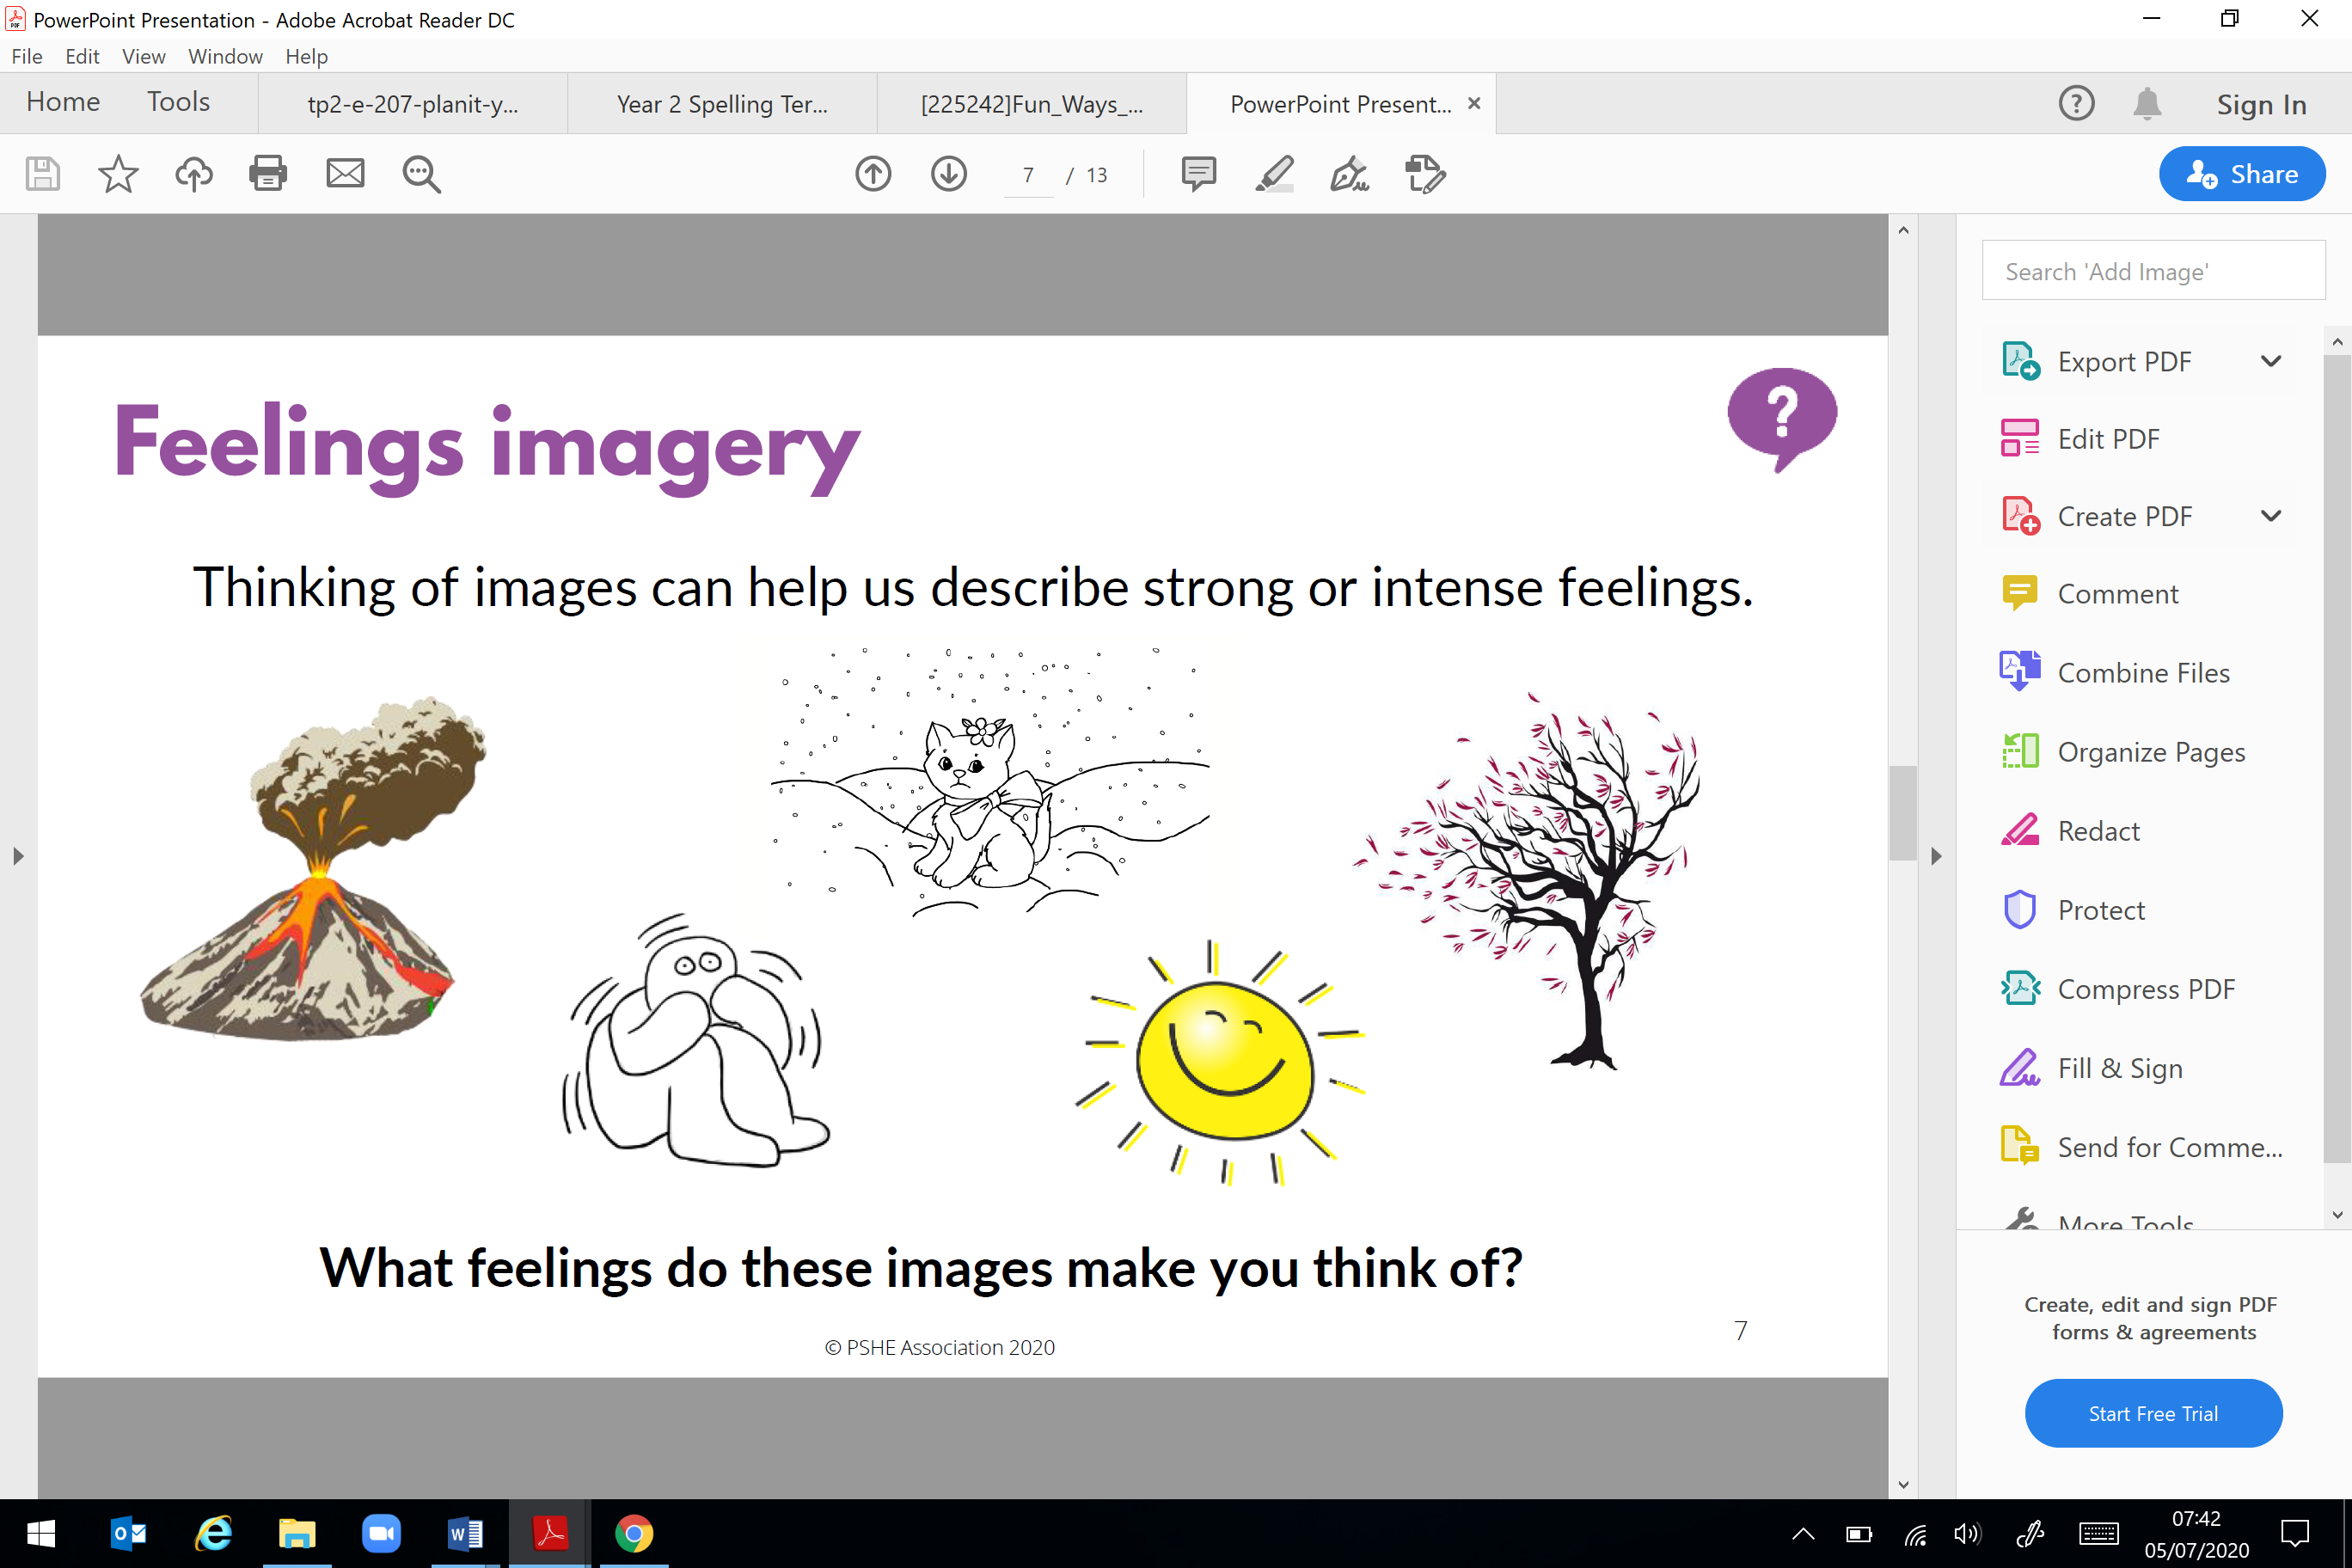 PowerPoint Presentation - Adobe Acrobat Reader DC
File Edit View Window Help
Home Tools tp2-e-207-planit-y... Year 2 Spelling Ter... [225242]Fun_Ways_... PowerPoint Present... Sign In
7 / 13 Share
Search 'Add Image'
Export PDF
Edit PDF
Create PDF
Comment
Combine Files
Organize Pages
Redact
Protect
Compress PDF
Fill & Sign
Send for Comme...
More Tools
Create, edit and sign PDF
forms & agreements
Start Free Trial
Feelings imagery
?
Thinking of images can help us describe strong or intense feelings.
What feelings do these images make you think of?
7
© PSHE Association 2020
07:42
05/07/2020